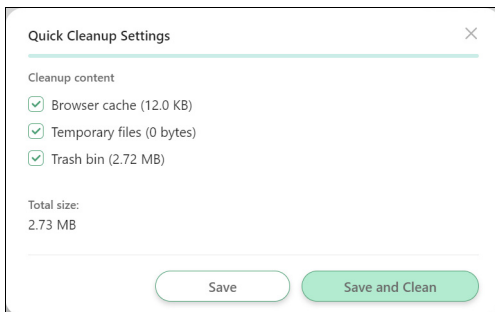 Quick Cleanup Settings
Cleanup content
Browser cache (12.0 KB)
Temporary files (0 bytes)
Trash bin (2.72 MB)
Total size:
2.73 MB
Save
Save and Clean